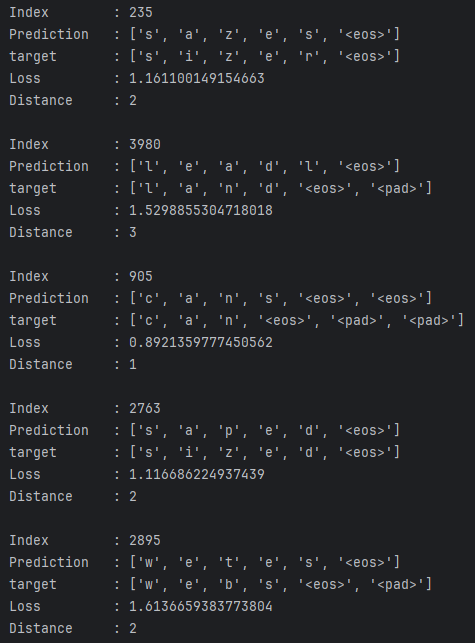 Index : 235
Prediction : ['s', 'a', 'z', 'e', 's', '<eos>']
target : ['s', 'i', 'z', 'e', 'r', '<eos>']
Loss : 1.161100149154663
Distance : 2
Index : 3980
Prediction : ['l', 'e', 'a', 'd', 'l', '<eos>']
target : ['l', 'a', 'n', 'd', '<eos>', '<pad>']
Loss : 1.5298855304718018
Distance : 3
Index : 905
Prediction : ['c', 'a', 'n', 's', '<eos>', '<eos>']
target : ['c', 'a', 'n', '<eos>', '<pad>', '<pad>']
Loss : 0.8921359777450562
Distance : 1
Index : 2763
Prediction : ['s', 'a', 'p', 'e', 'd', '<eos>']
target : ['s', 'i', 'z', 'e', 'd', '<eos>']
Loss : 1.116686224937439
Distance : 2
Index : 2895
Prediction : ['w', 'e', 't', 'e', 's', '<eos>']
target : ['w', 'e', 'b', 's', '<eos>', '<pad>']
Loss : 1.6136659383773804
Distance : 2